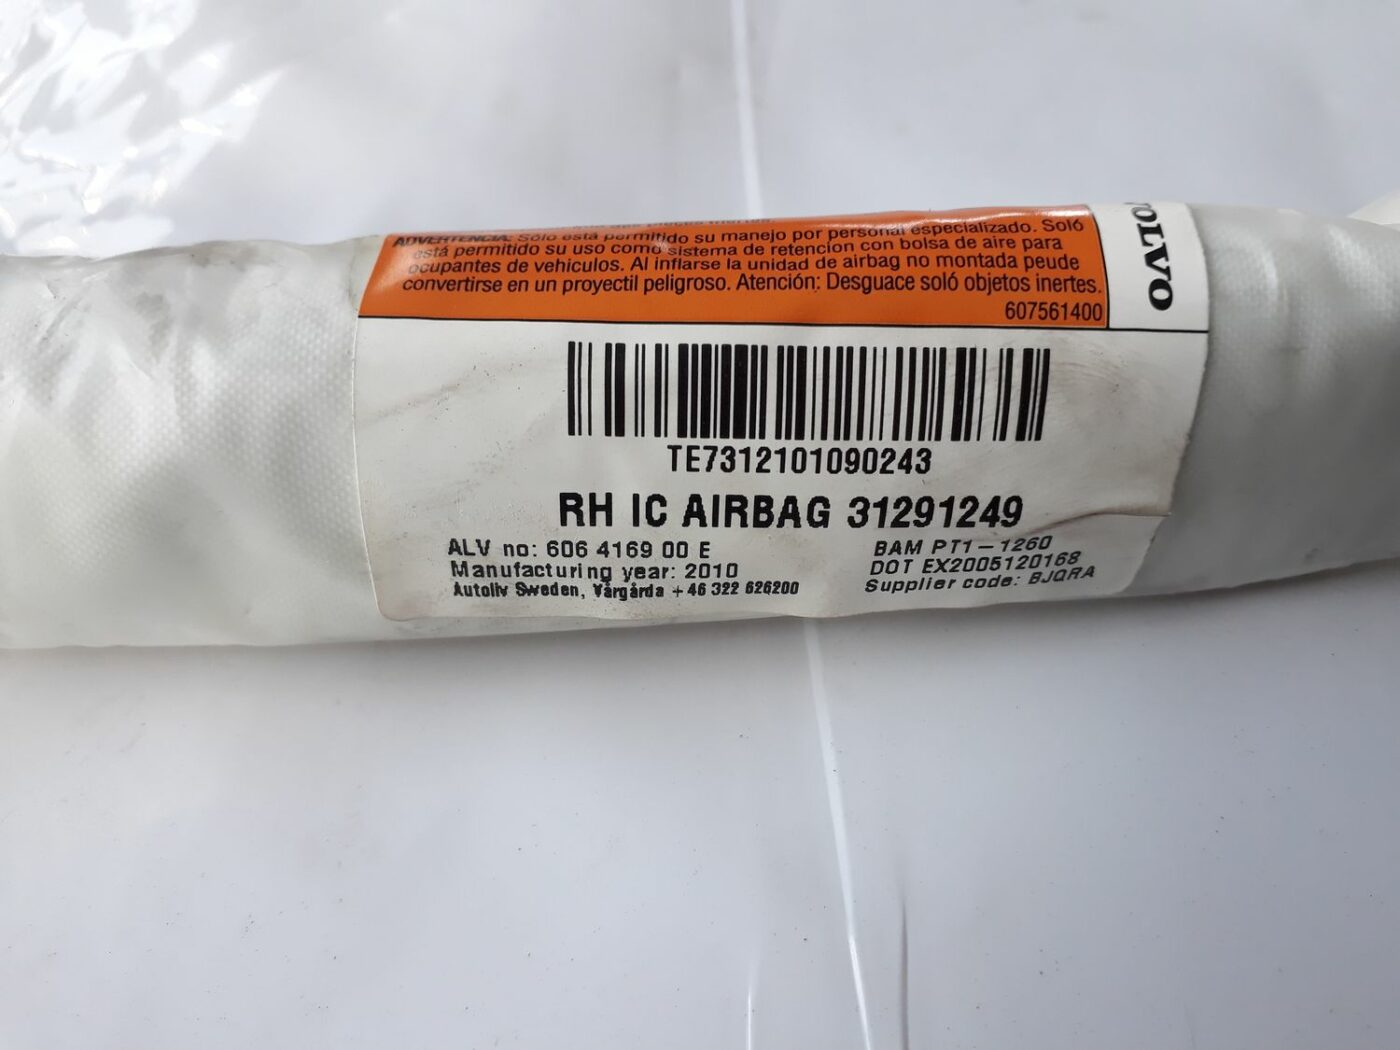 ADVERTENCIA: Sólo está permitido su manejo por personal especializado. Soló
está permitido su uso como sistema de retencion con bolsa de aire para
ocupantes de vehiculos. Al inflarse la unidad de airbag no montada peude
convertirse en un proyectil peligroso. Atención: Desguace soló objetos inertes.
607561400
VOLVO
TE7312101090243
RH IC AIRBAG 31291249
ALV no: 606 4169 00 E
Manufacturing year: 2010
Autoliv Sweden, Vårgårda +46 322 626200
BAM PT1-1260
DOT EX2005120168
Supplier code: BJQRA